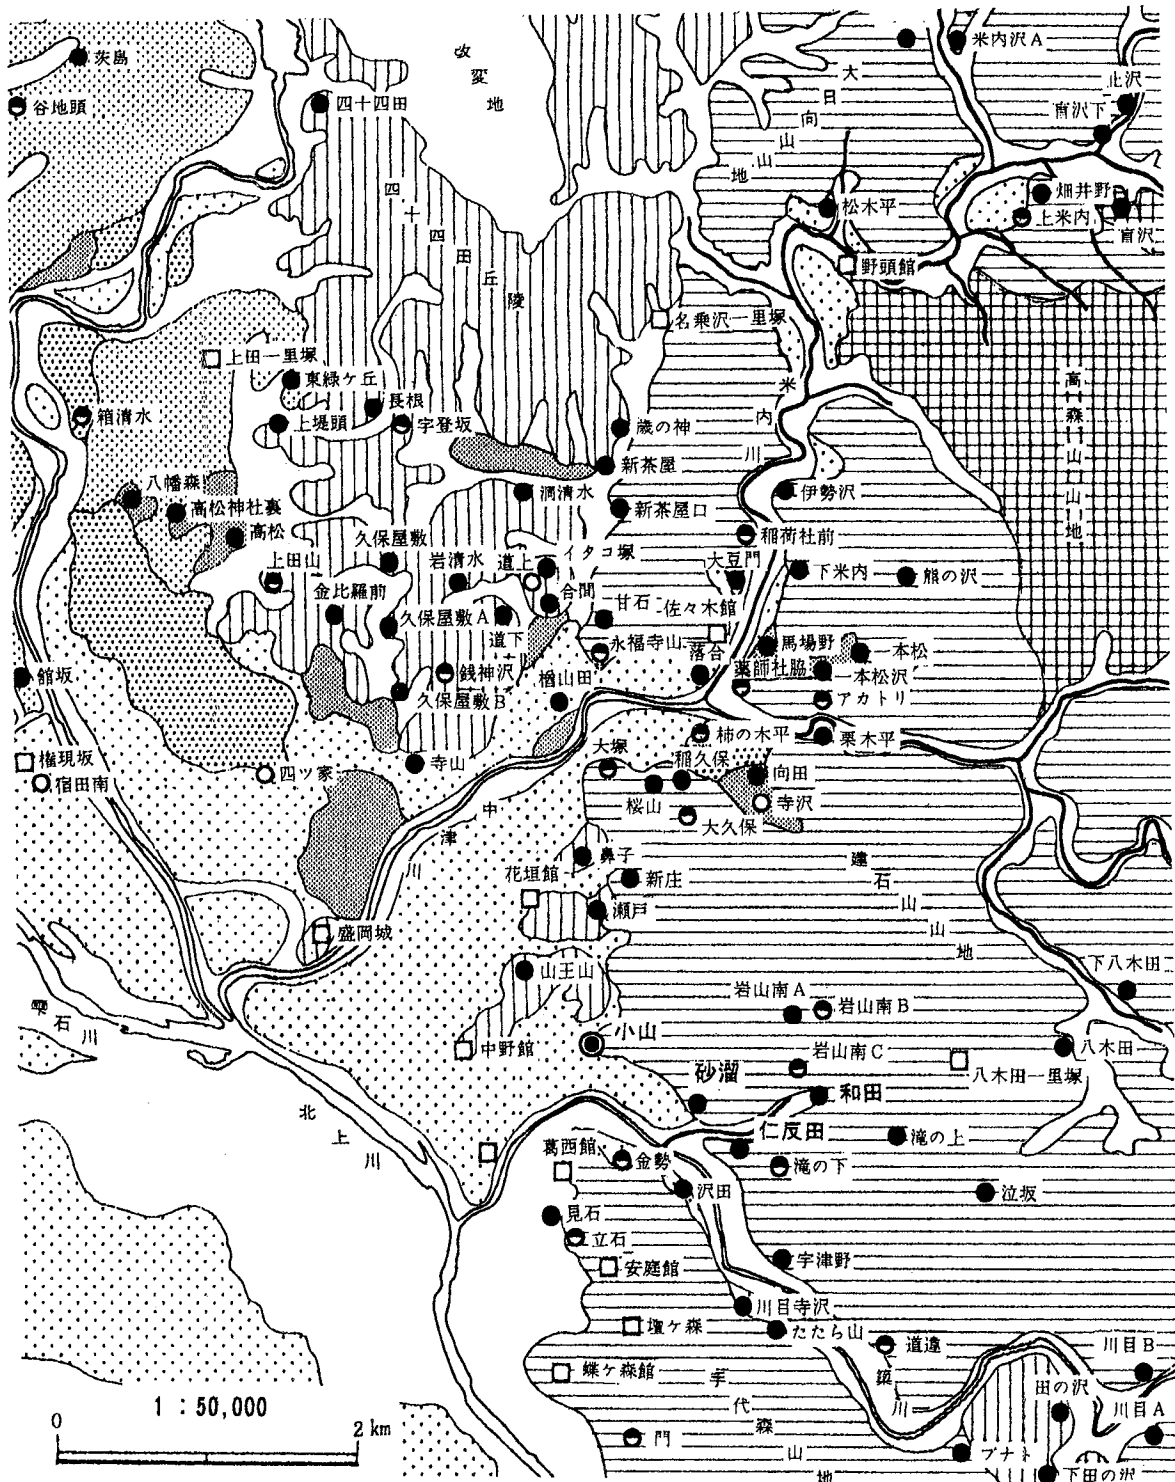 茨島
谷地頭
四十四田
改変地
大日向山山地
米内沢A
止沢
畑井野
上米内
松木平
野頭館
四十四田丘陵
名乗沢一里塚
上田一里塚
東緑ケ丘
長根
上堤頭
宇登坂
箱清水
歳の神
新茶屋
新茶屋口
米内川
高森山山地
伊勢沢
八幡森
高松神社裏
高松
上田山
久保屋敷
岩清水
道上
イタコ塚
合間
稲荷社前
大豆門
下米内
熊の沢
金比羅前
久保屋敷A
道下
甘石
佐々木館
永福寺山
落合
馬場野
薬師社脇
一本松
一本松沢
アカトリ
館坂
銭神沢
久保屋敷B
楢山田
柿の木平
栗木平
権現坂
宿田南
四ツ家
寺山
大塚
稲久保
向田
桜山
大久保
寺沢
中津川
鼻子
新庄
花垣館
瀬戸
盛岡城
山王山
中野館
小山
岩山南A
岩山南B
岩山南C
下八木田
八木田
八木田一里塚
雫石川
北上川
砂溜
和田
仁反田
滝の上
滝の下
葛西館
金勢
沢田
泣坂
見石
立石
安庭館
宇津野
川目寺沢
たたら山
壇ケ森
蝶ケ森館
道違
川目B
田の沢
川目A
手代森山地
門
ブナト
下田の沢
1 : 50,000
0
2 km